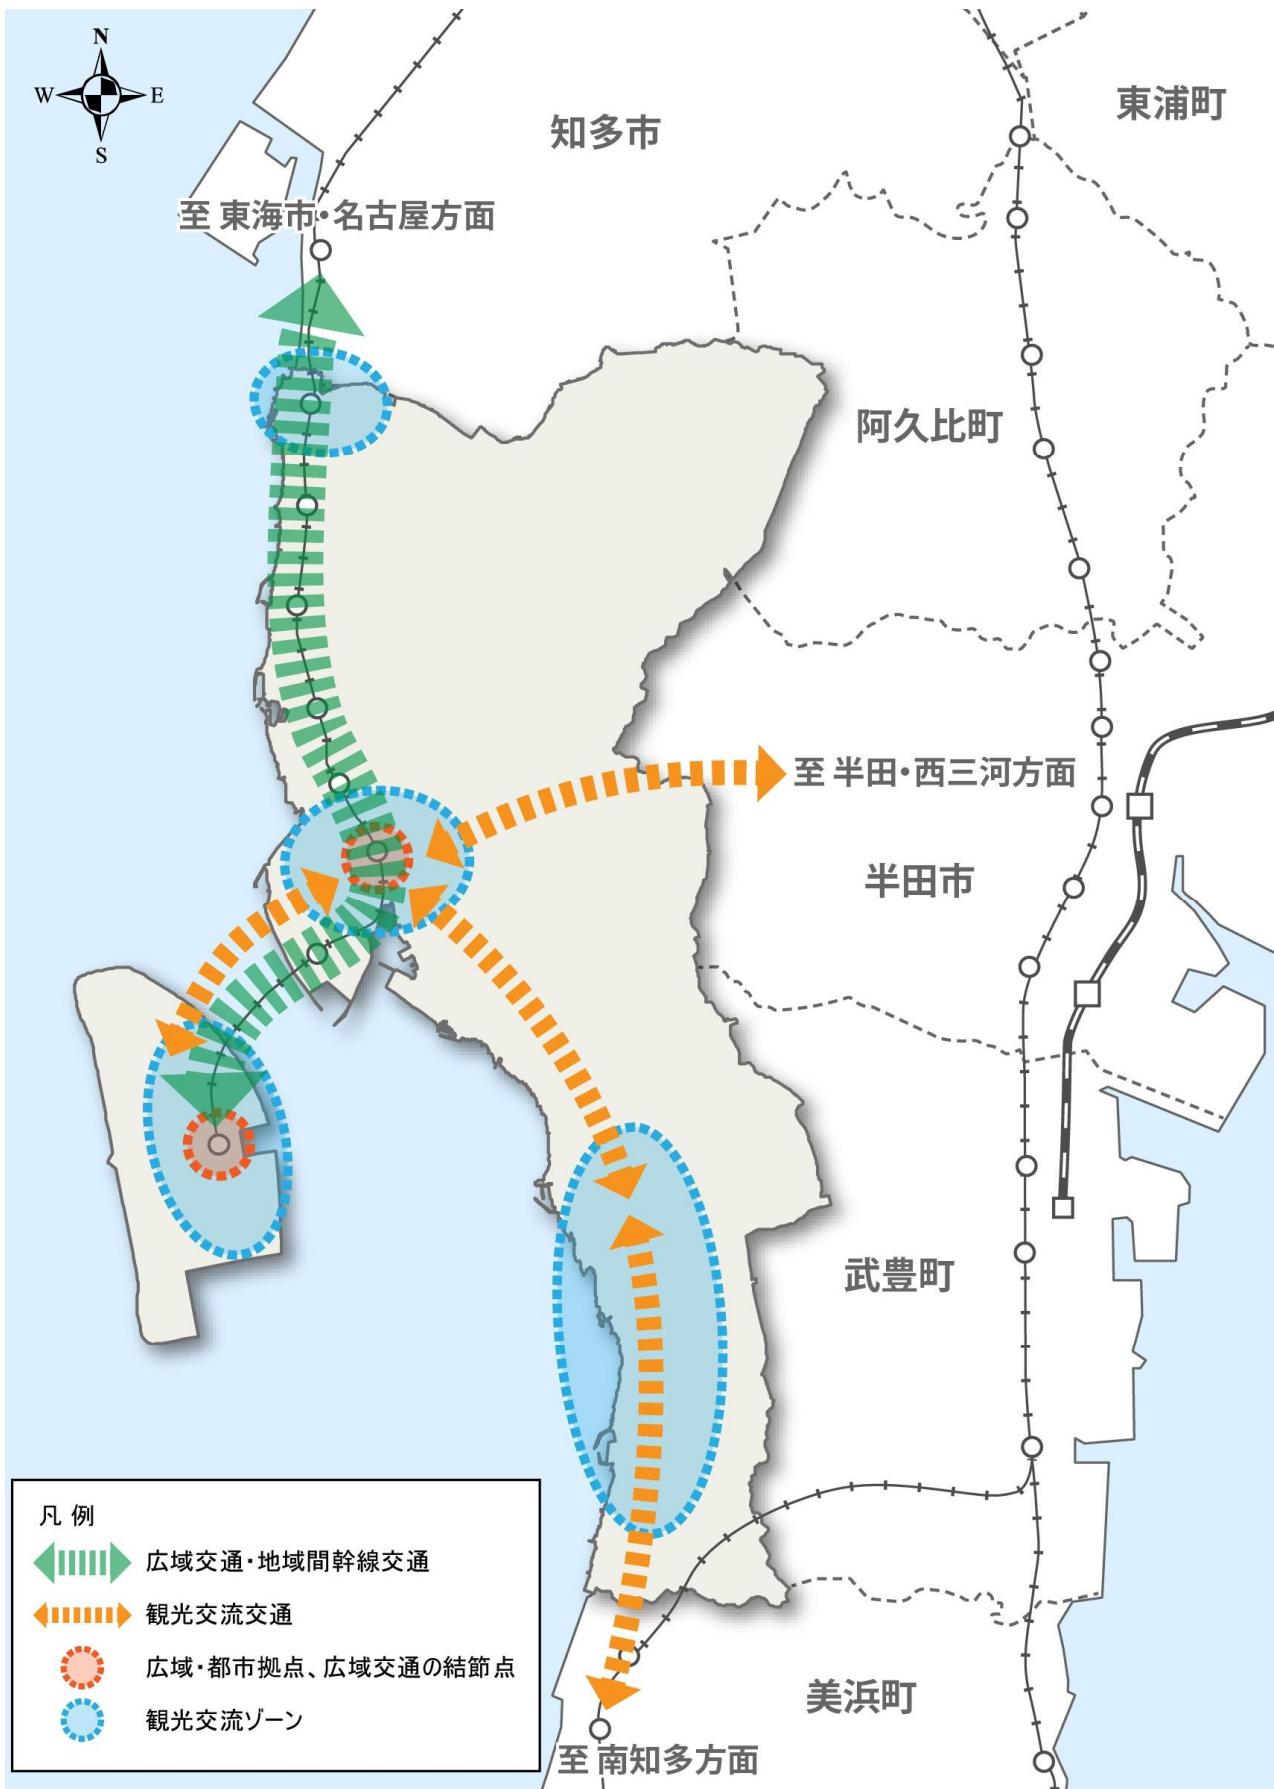 N
W E
S
東浦町
知多市
至 東海市・名古屋方面
阿久比町
至 半田・西三河方面
半田市
武豊町
美浜町
至 南知多方面
凡 例
広域交通・地域間幹線交通
観光交流交通
広域・都市拠点、広域交通の結節点
観光交流ゾーン